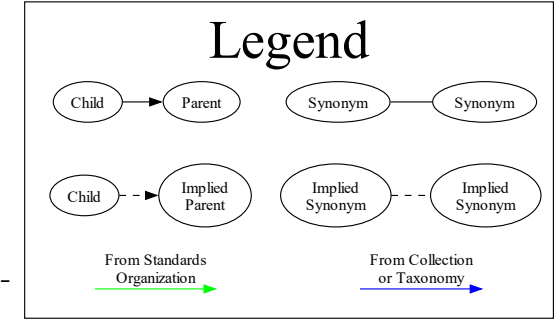 Legend
Child
Parent
Synonym
Synonym
Child
Implied
Parent
Implied
Synonym
Implied
Synonym
From Standards
Organization
From Collection
or Taxonomy